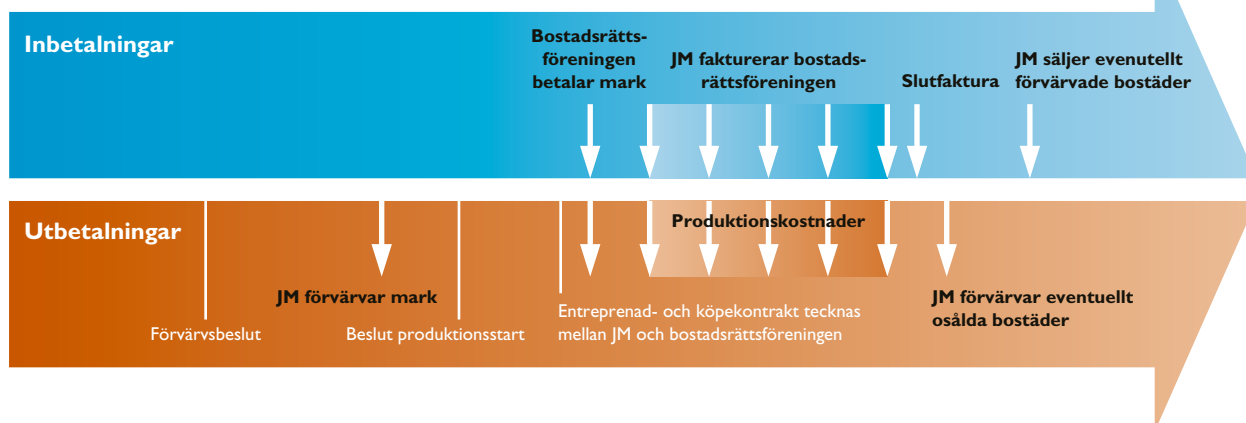 Inbetalningar
Bostadsrätts-
föreningen
betalar mark
JM fakturerar bostads-
rättsföreningen
Slutfaktura
JM säljer evenutellt
förvärvade bostäder
Utbetalningar
Produktionskostnader
JM förvärvar mark
Förvärvsbeslut
Beslut produktionsstart
Entreprenad- och köpekontrakt tecknas
mellan JM och bostadsrättsföreningen
JM förvärvar eventuellt
osålda bostäder